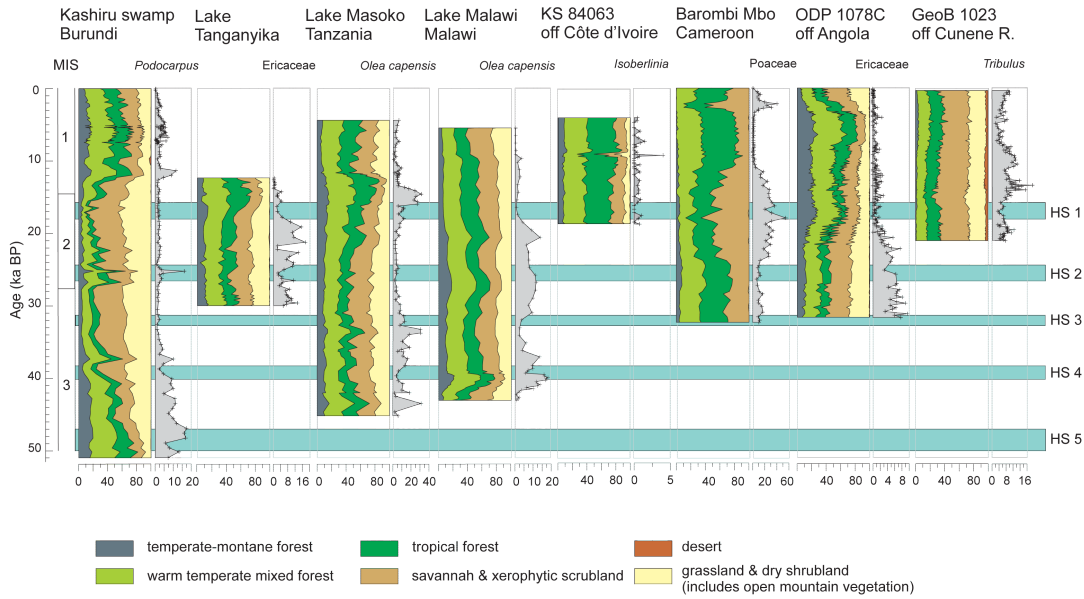 Kashiru swamp Burundi
Lake Tanganyika
Lake Masoko Tanzania
Lake Malawi Malawi
KS 84063 off Côte d'Ivoire
Barombi Mbo Cameroon
ODP 1078C off Angola
GeoB 1023 off Cunene R.
MIS
Podocarpus
Ericaceae
Olea capensis
Olea capensis
Isoberlinia
Poaceae
Ericaceae
Tribulus
Age (ka BP)
0
10
20
30
40
50
1
2
3
HS 1
HS 2
HS 3
HS 4
HS 5
0 40 80
0 10 20
40 80
0 4 8
0 40 80
0 20 40
0 40 80
0 10 20
40 80
0 5
40 80
0 20 60
40 80
0 4 8
40 80
0 8 16
temperate-montane forest
warm temperate mixed forest
tropical forest
savannah & xerophytic scrubland
desert
grassland & dry shrubland
(includes open mountain vegetation)